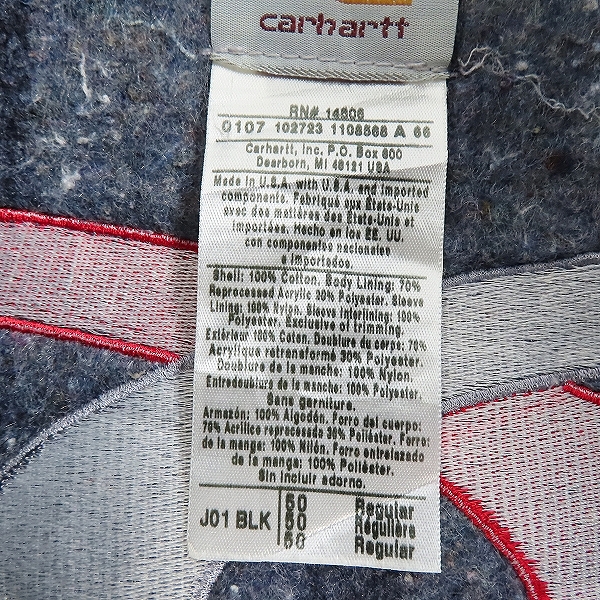 carhartt
RN# 14806
0107 102723 1108568 A 66
Carhartt, Inc. P.O. Box 600
Dearborn, MI 48121 USA
Made in U.S.A. with U.S.A. and Imported
components. Fabriqué aux États-Unis
avec des matières des États-Unis et
importées. Hecho en los EE. UU.
con componentes nacionales
e importados.
Shell: 100% Cotton. Body Lining: 70%
Reprocessed Acrylic 30% Polyester. Sleeve
Lining: 100% Nylon. Sleeve Interlining: 100%
Polyester. Exclusive of trimming.
Extérieur 100% Coton. Doublure du corps: 70%
Acrylique retransformé 30% Polyester.
Doublure de la manche: 100% Nylon.
Entredoublure de la manche: 100% Polyester.
Sans garniture.
Armazón: 100% Algodón. Forro del cuerpo:
70% Acrílico reprocesado 30% Poliéster. Forro
de la manga: 100% Nilón. Forro entretelado
de la manga: 100% Poliéster.
Sin incluir adorno.
50 Regular
J01 BLK 50 Régulière
50 Regular